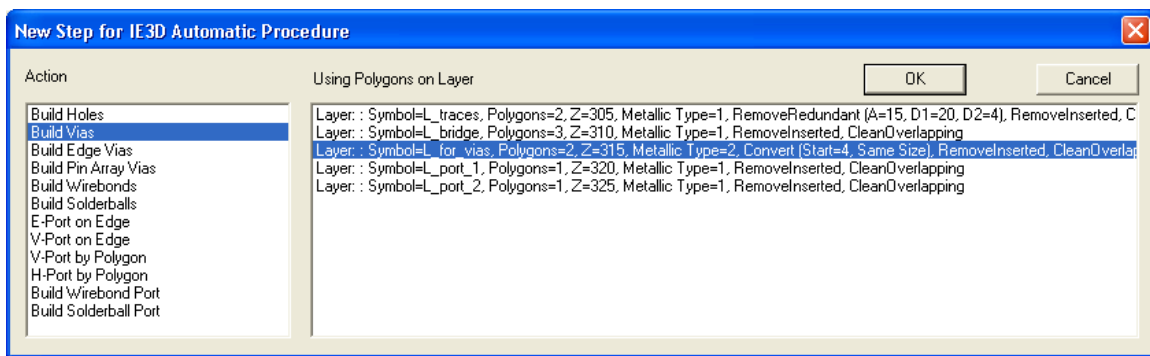 New Step for IE3D Automatic Procedure
Action
Using Polygons on Layer
OK
Cancel
Build Holes
Build Vias
Build Edge Vias
Build Pin Array Vias
Build Wirebonds
Build Solderballs
E-Port on Edge
V-Port on Edge
V-Port by Polygon
H-Port by Polygon
Build Wirebond Port
Build Solderball Port
Layer: : Symbol=L_traces, Polygons=2, Z=305, Metallic Type=1, RemoveRedundant (A=15, D1=20, D2=4), RemoveInserted, C
Layer: : Symbol=L_bridge, Polygons=3, Z=310, Metallic Type=1, RemoveInserted, CleanOverlapping
Layer: : Symbol=L_for_vias, Polygons=2, Z=315, Metallic Type=2, Convert (Start=4, Same Size), RemoveInserted, CleanOverlap
Layer: : Symbol=L_port_1, Polygons=1, Z=320, Metallic Type=1, RemoveInserted, CleanOverlapping
Layer: : Symbol=L_port_2, Polygons=1, Z=325, Metallic Type=1, RemoveInserted, CleanOverlapping